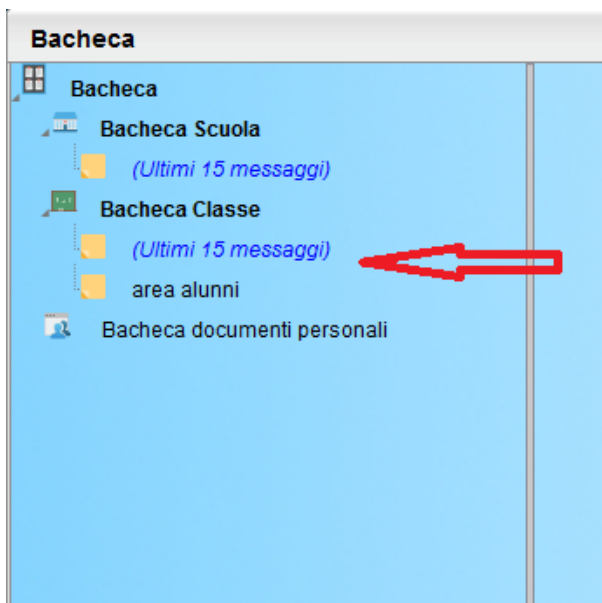 Bacheca
Bacheca
Bacheca Scuola
(Ultimi 15 messaggi)
Bacheca Classe
(Ultimi 15 messaggi)
area alunni
Bacheca documenti personali